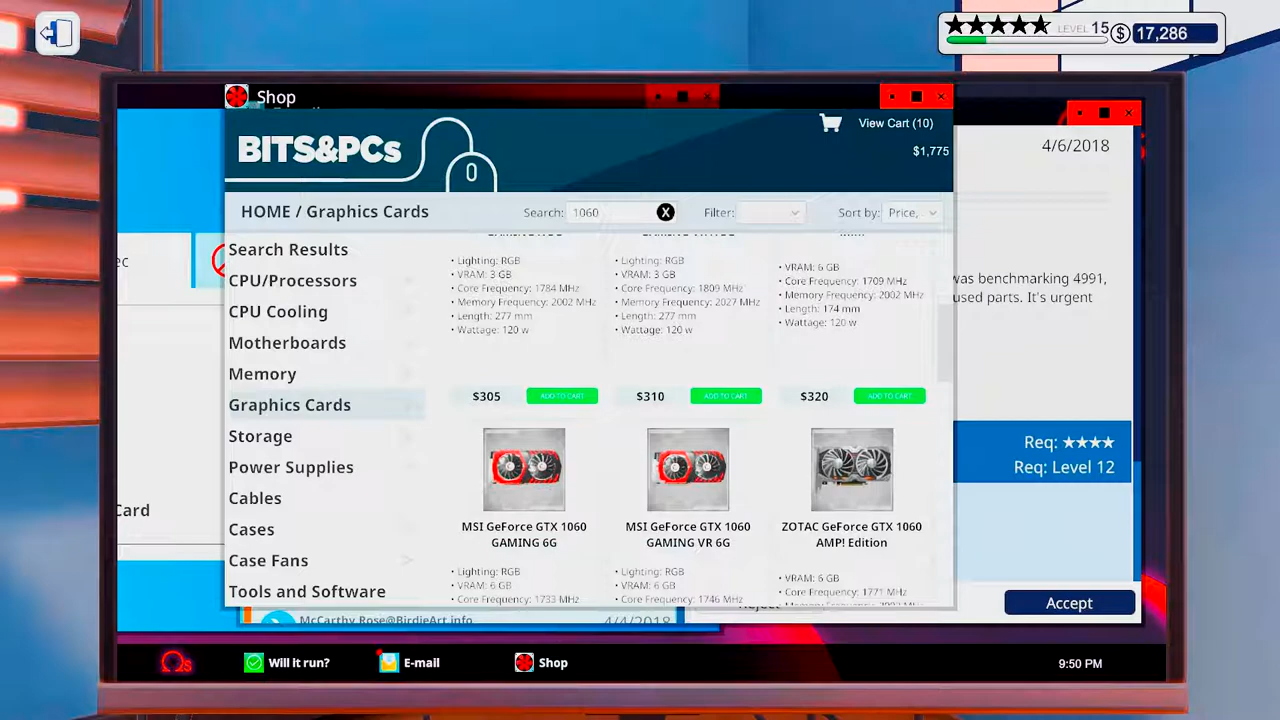 LEVEL 15
$ 17,286
Shop
BITS&PCs
View Cart (10)
$1,775
4/6/2018
HOME / Graphics Cards
Search: 1060
X
Filter:
Sort by: Price, .
Search Results
CPU/Processors
CPU Cooling
Motherboards
Memory
Graphics Cards
Storage
Power Supplies
Cables
Cases
Case Fans
Tools and Software
• Lighting: RGB
• VRAM: 3 GB
• Core Frequency: 1784 MHz
• Memory Frequency: 2002 MHz
• Length: 277 mm
• Wattage: 120 w
$305
ADD TO CART
• Lighting: RGB
• VRAM: 3 GB
• Core Frequency: 1809 MHz
• Memory Frequency: 2027 MHz
• Length: 277 mm
• Wattage: 120 w
$310
ADD TO CART
• VRAM: 6 GB
• Core Frequency: 1709 MHz
• Memory Frequency: 2002 MHz
• Length: 174 mm
• Wattage: 120 w
$320
ADD TO CART
MSI GeForce GTX 1060
GAMING 6G
• Lighting: RGB
• VRAM: 6 GB
• Core Frequency: 1733 MHz
MSI GeForce GTX 1060
GAMING VR 6G
• Lighting: RGB
• VRAM: 6 GB
• Core Frequency: 1746 MHz
ZOTAC GeForce GTX 1060
AMP! Edition
• VRAM: 6 GB
• Core Frequency: 1771 MHz
ec
Card
was benchmarking 4991,
used parts. It's urgent
Req: ★★★★
Req: Level 12
Accept
McCarthy.Rose@BirdieArt.info
4/4/2018
Will it run?
E-mail
Shop
9:50 PM